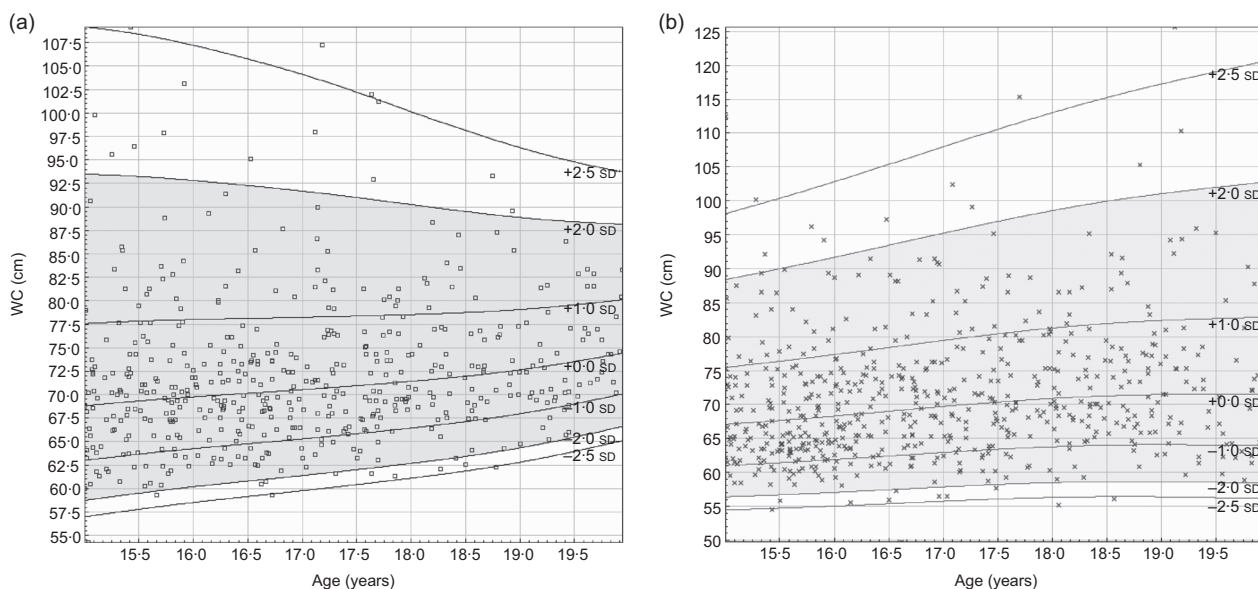 (a)
107·5
105·0
102·5
100·0
97·5
95·0
92·5
90·0
87·5
85·0
82·5
80·0
77·5
75·0
72·5
70·0
67·5
65·0
62·5
60·0
57·5
55·0
WC (cm)
+2·5 SD
+2·0 SD
+1·0 SD
+0·0 SD
−1·0 SD
−2·0 SD
−2·5 SD
15·5 16·0 16·5 17·0 17·5 18·0 18·5 19·0 19·5
Age (years)
(b)
125
120
115
110
105
100
95
90
85
80
75
70
65
60
55
50
WC (cm)
+2·5 SD
+2·0 SD
+1·0 SD
+0·0 SD
−1·0 SD
−2·0 SD
−2·5 SD
15·5 16·0 16·5 17·0 17·5 18·0 18·5 19·0 19·5
Age (years)